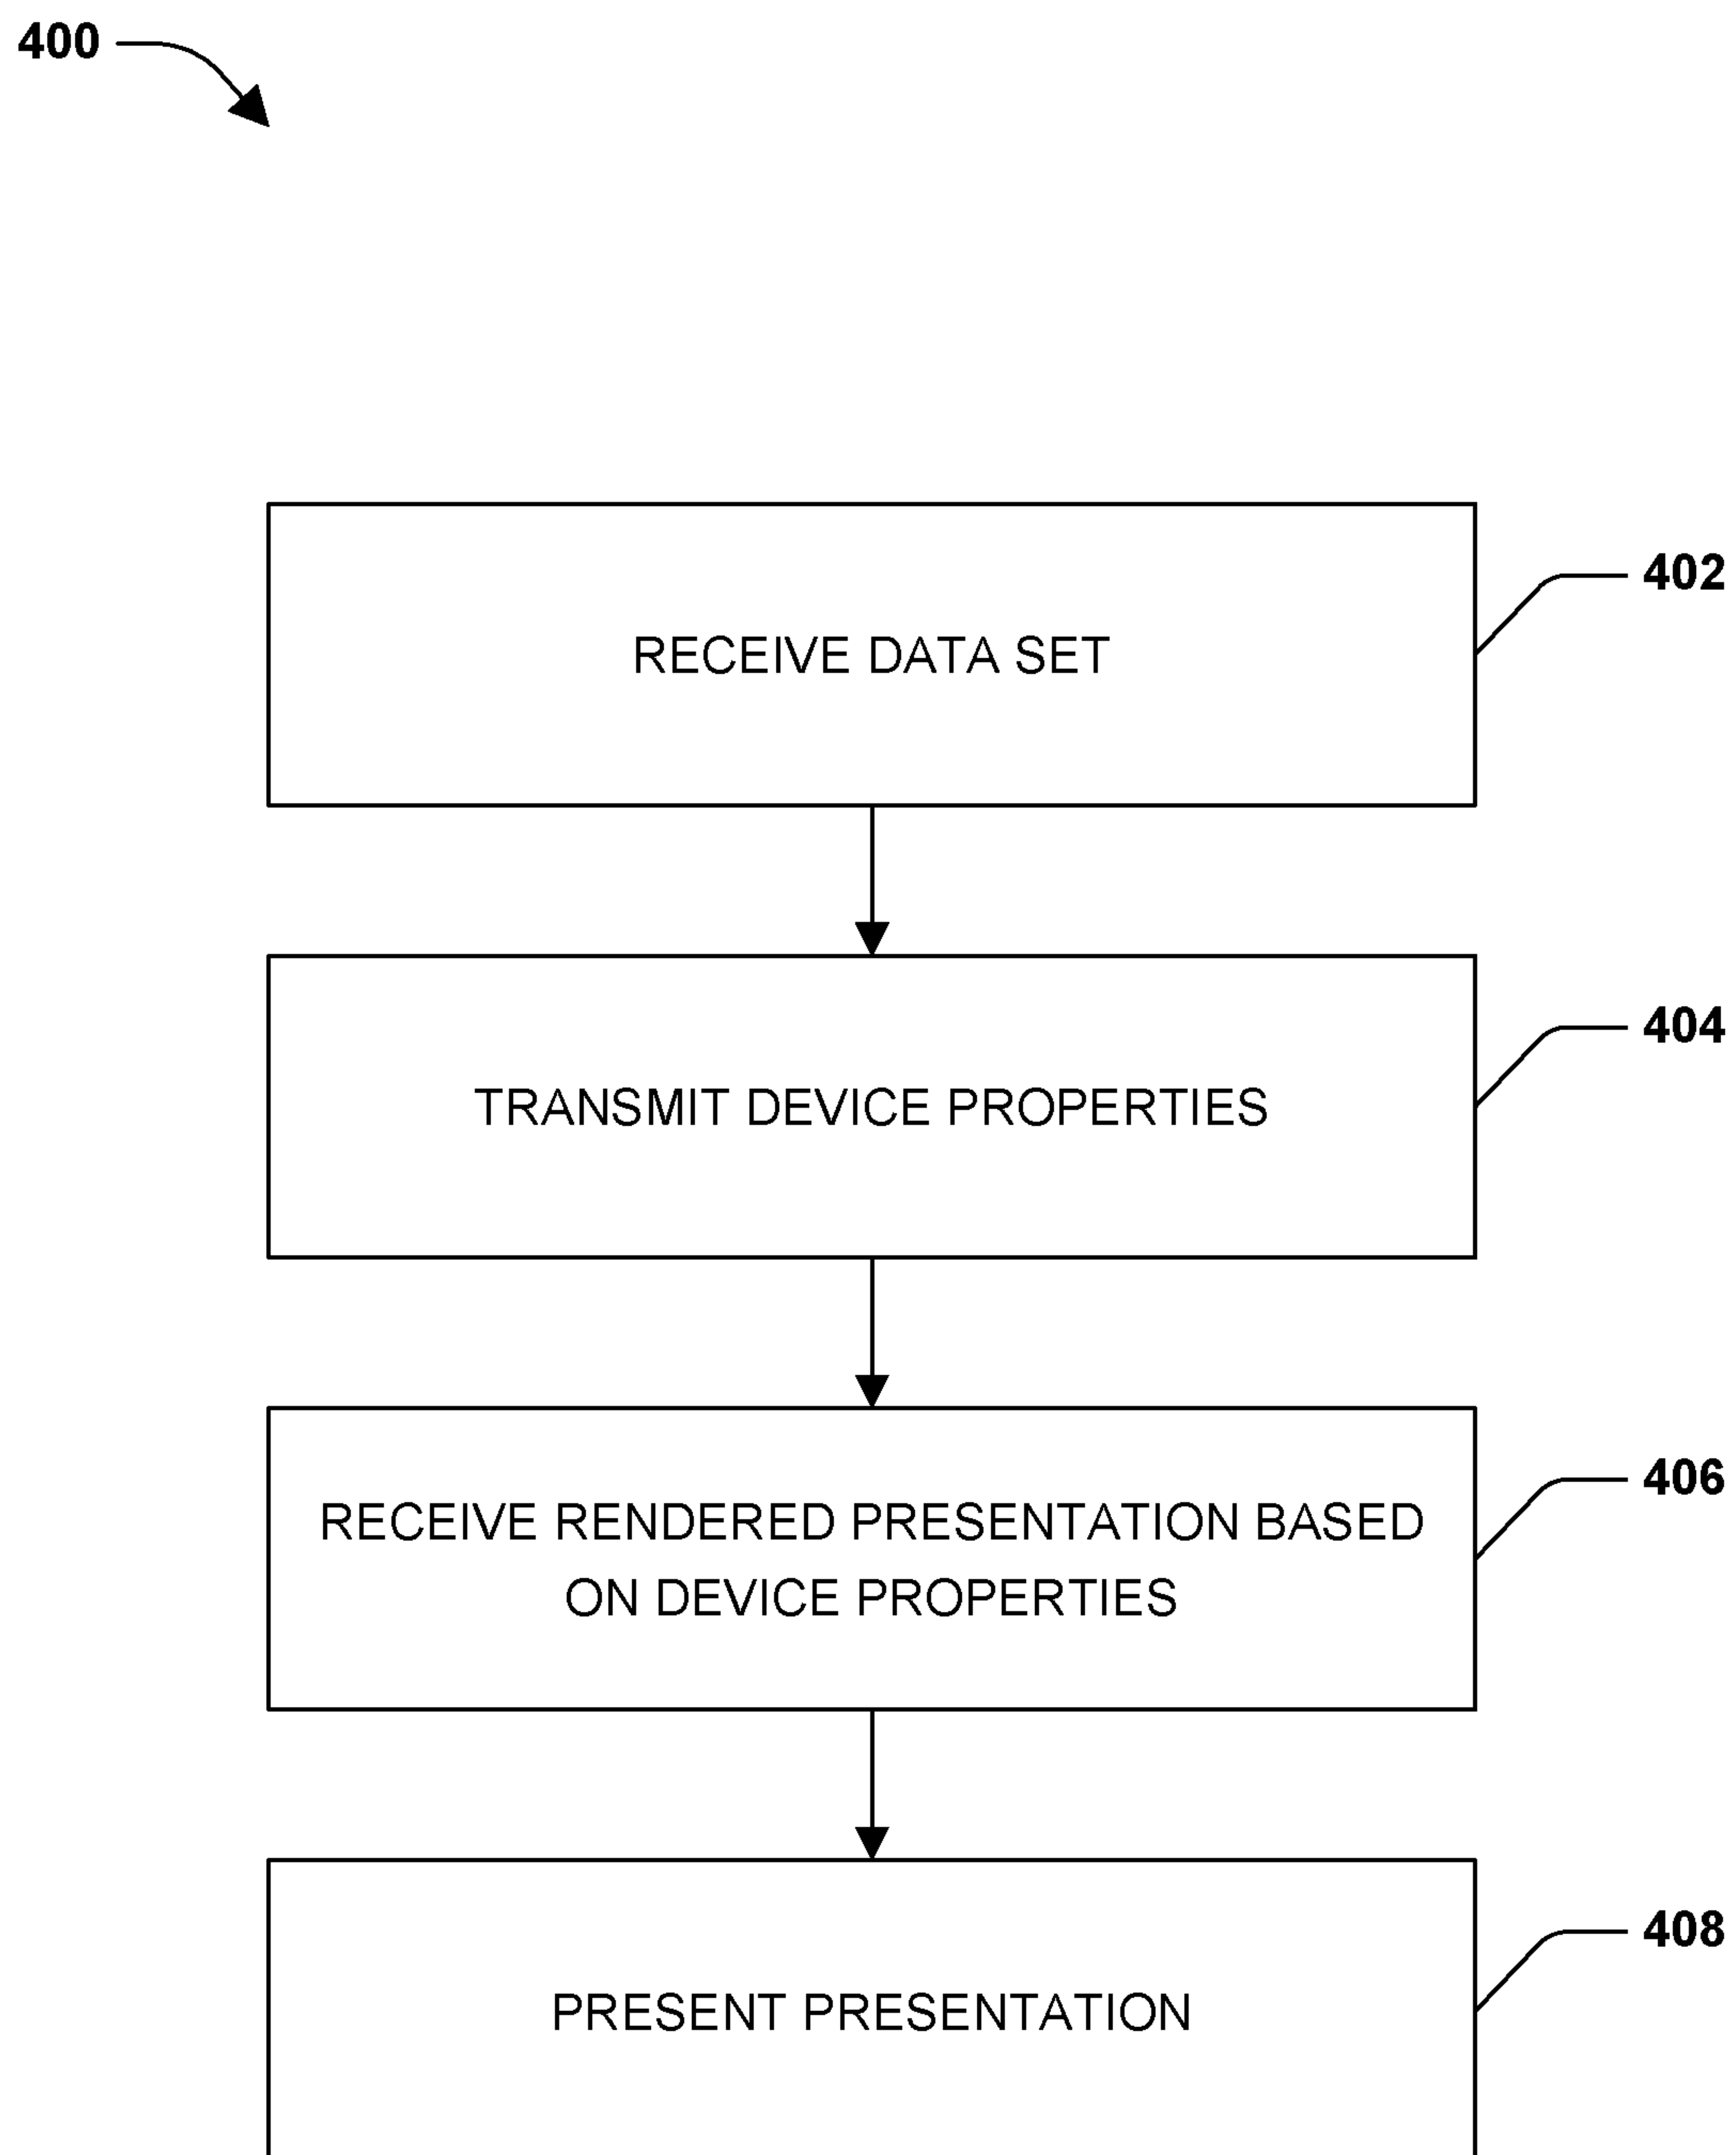 400
402
RECEIVE DATA SET
404
TRANSMIT DEVICE PROPERTIES
406
RECEIVE RENDERED PRESENTATION BASED
ON DEVICE PROPERTIES
408
PRESENT PRESENTATION